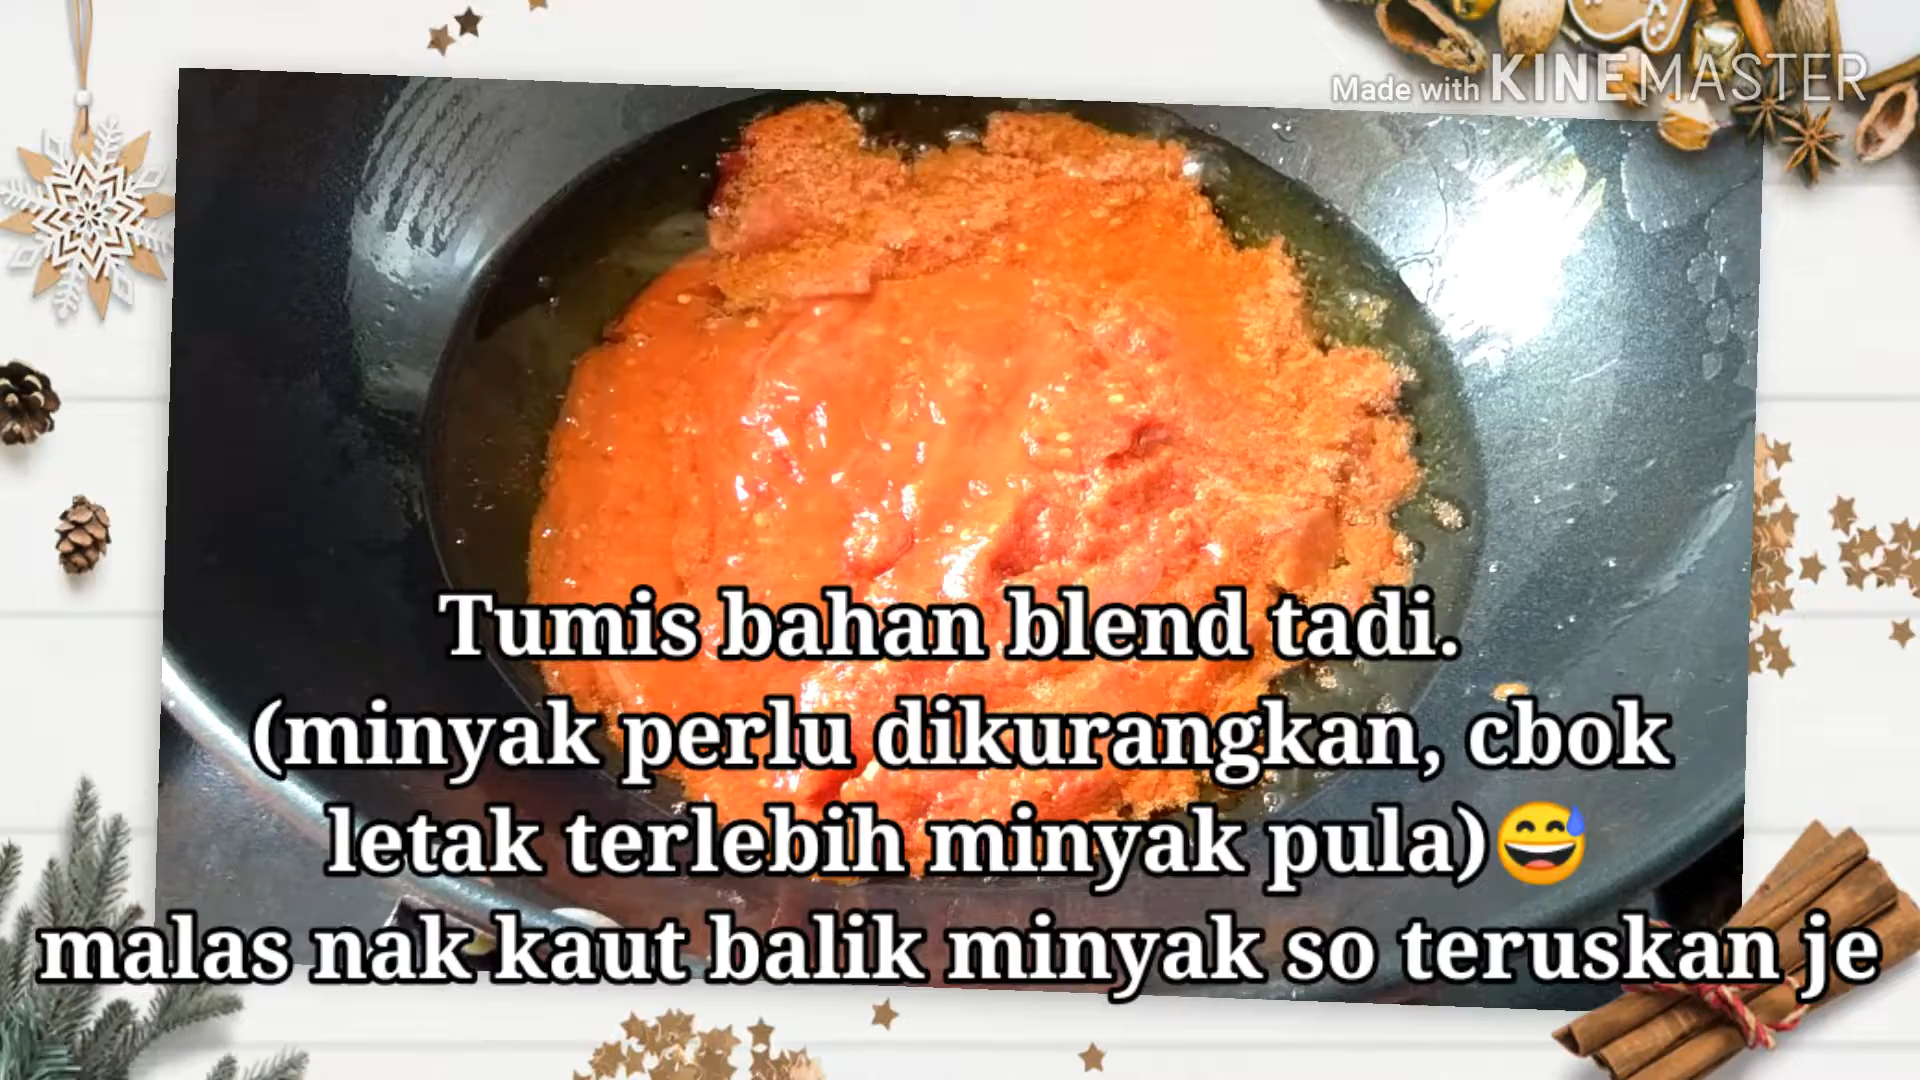 Made with KINEMASTER
Tumis bahan blend tadi.
(minyak perlu dikurangkan, cbok
letak terlebih minyak pula)😅
malas nak kaut balik minyak so teruskan je